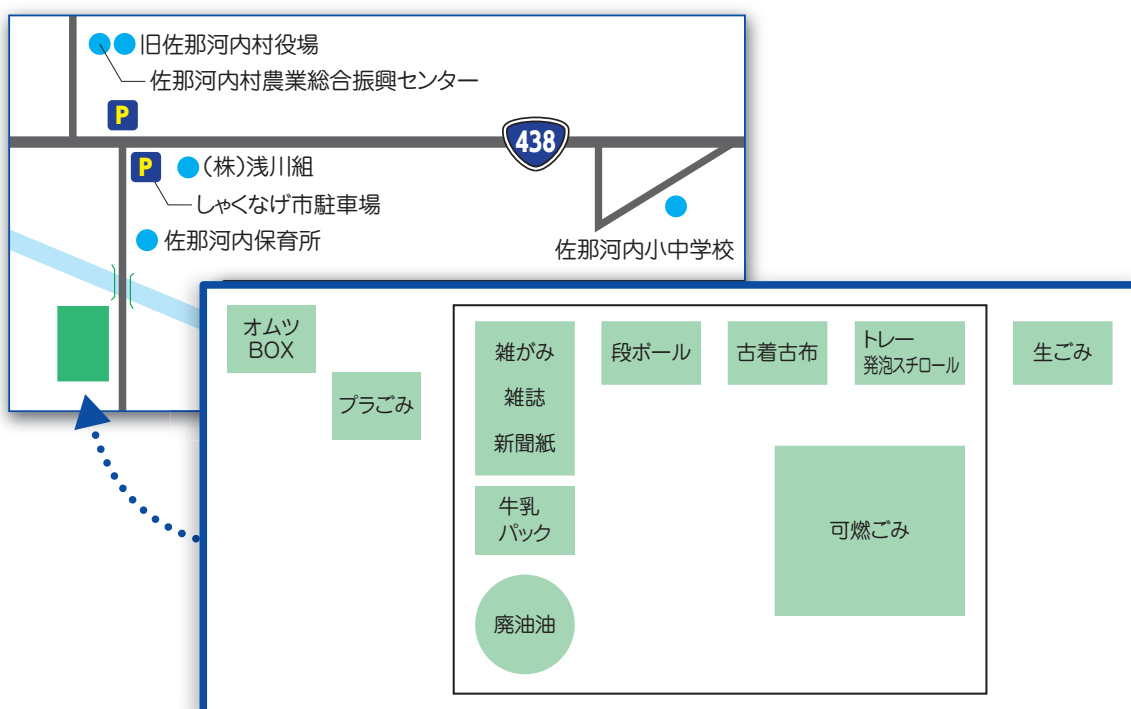 旧佐那河内村役場
佐那河内村農業総合振興センター
P
438
P
(株)浅川組
しゃくなげ市駐車場
佐那河内保育所
佐那河内小中学校
オムツ
BOX
プラごみ
雑がみ
雑誌
新聞紙
段ボール
古着古布
トレー
発泡スチロール
生ごみ
牛乳
パック
可燃ごみ
廃油油